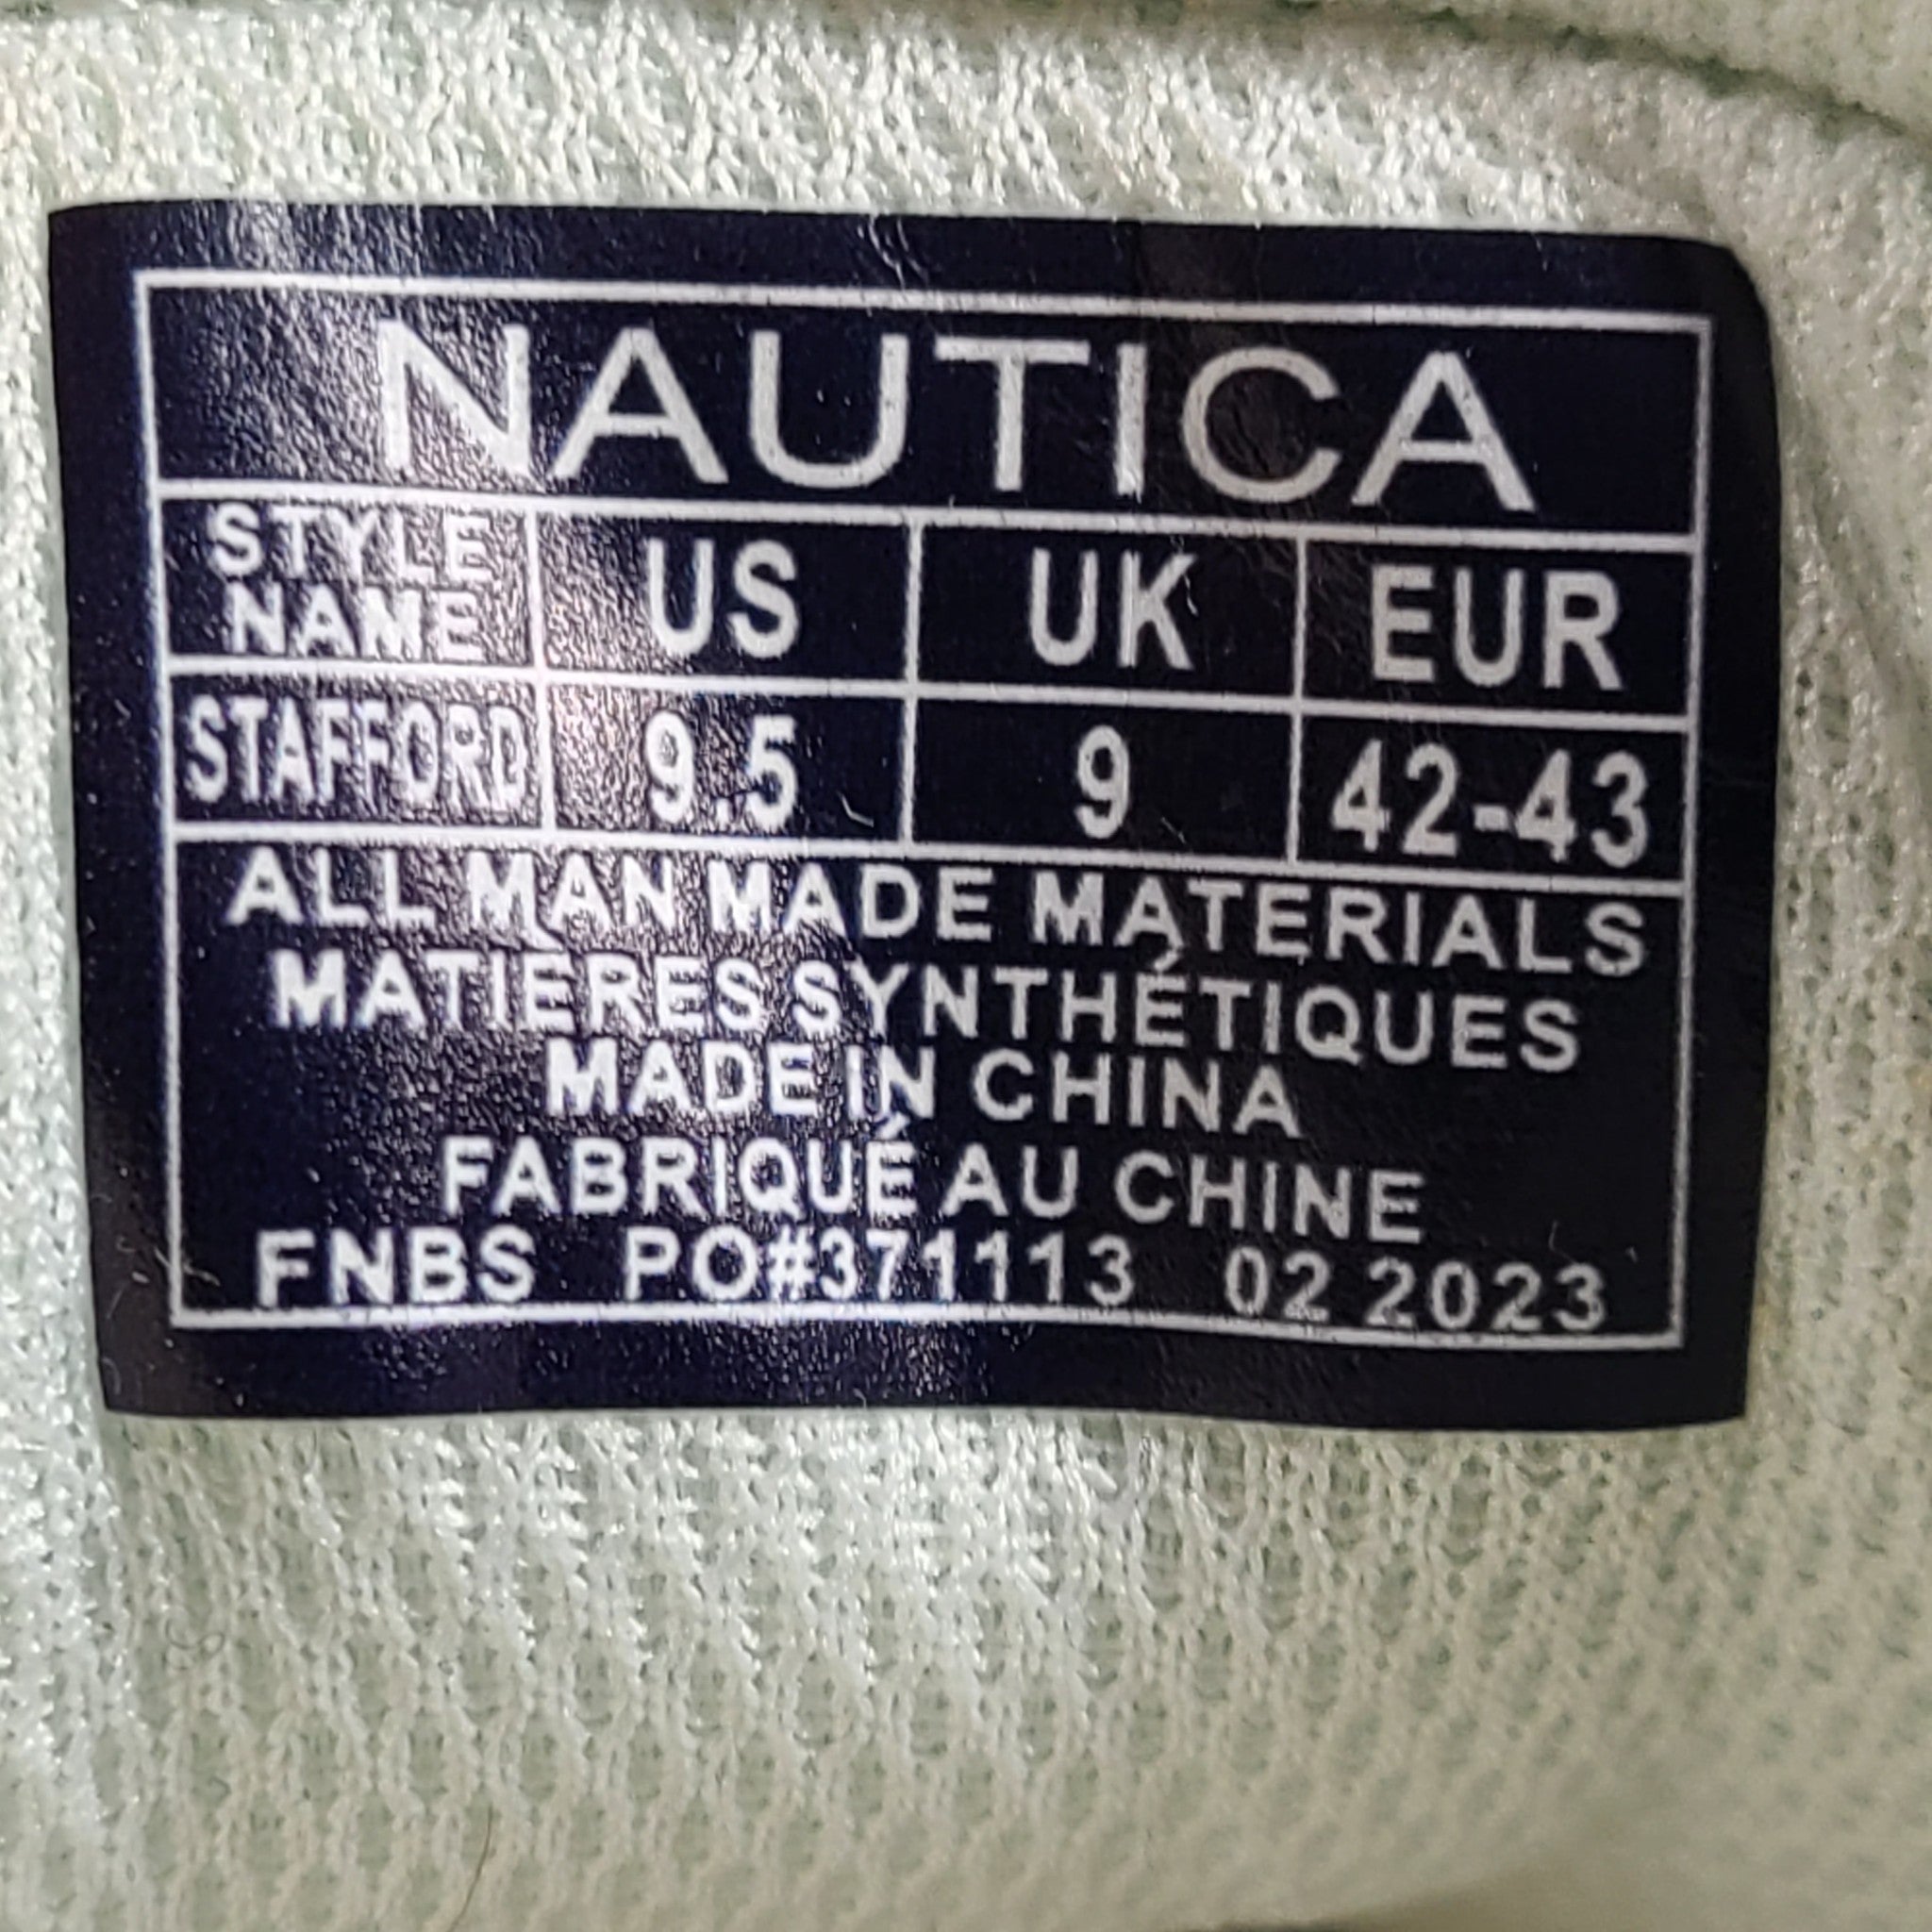 NAUTICA
STYLE NAME US UK EUR
STAFFORD 9.5 9 42-43
ALL MAN MADE MATERIALS
MATIÈRES SYNTHÉTIQUES
MADE IN CHINA
FABRIQUÉ AU CHINE
FNBS PO#371113 02 2023